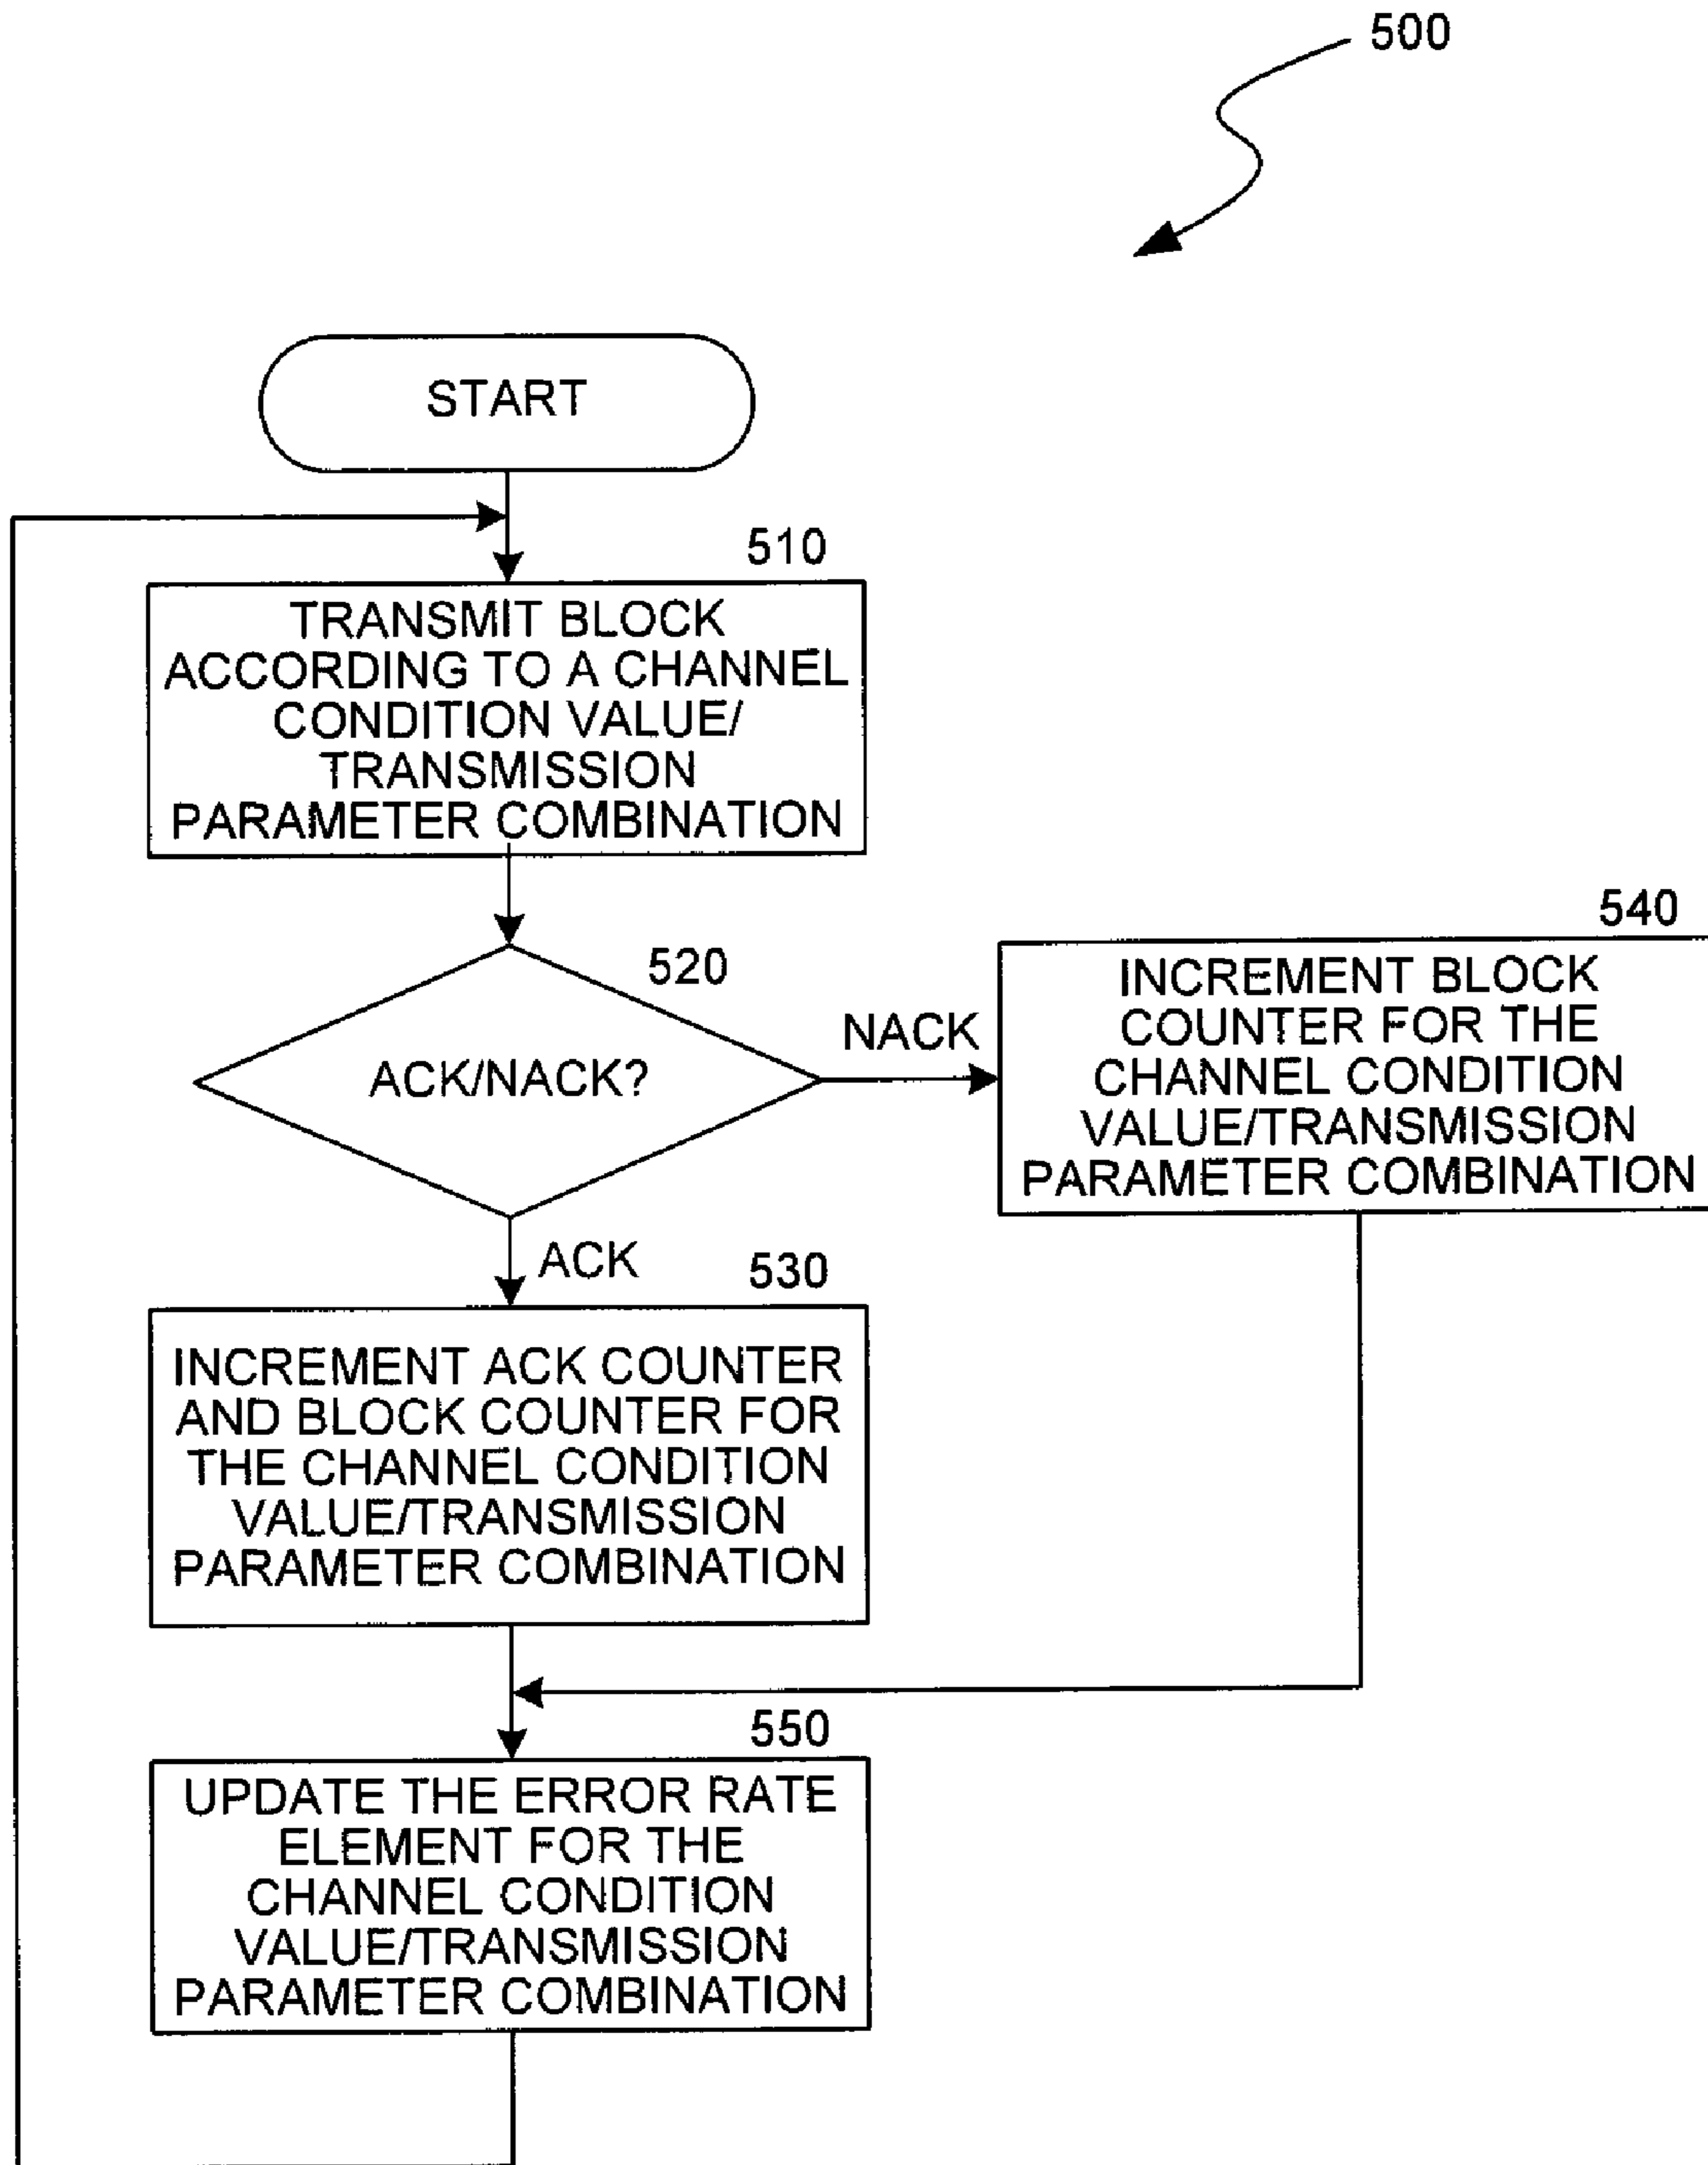 500
START
510
TRANSMIT BLOCK
ACCORDING TO A CHANNEL
CONDITION VALUE/
TRANSMISSION
PARAMETER COMBINATION
520
ACK/NACK?
NACK
540
INCREMENT BLOCK
COUNTER FOR THE
CHANNEL CONDITION
VALUE/TRANSMISSION
PARAMETER COMBINATION
ACK
530
INCREMENT ACK COUNTER
AND BLOCK COUNTER FOR
THE CHANNEL CONDITION
VALUE/TRANSMISSION
PARAMETER COMBINATION
550
UPDATE THE ERROR RATE
ELEMENT FOR THE
CHANNEL CONDITION
VALUE/TRANSMISSION
PARAMETER COMBINATION